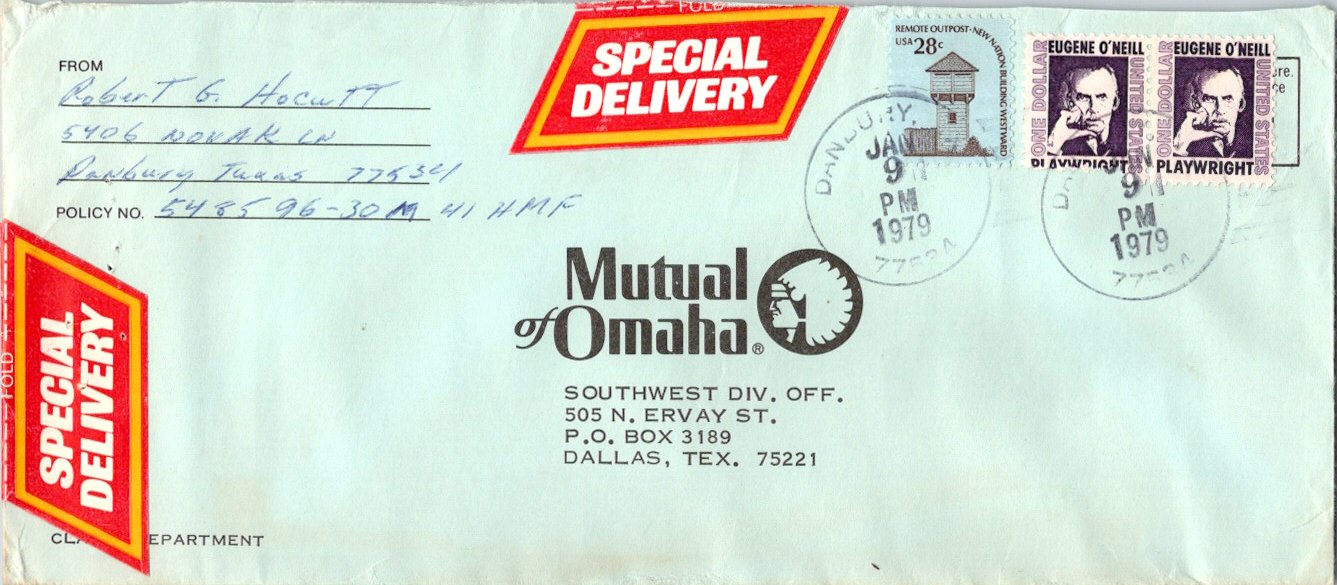 FOLD
SPECIAL
DELIVERY
REMOTE OUTPOST·NEW NATION BUILDING WESTWARD
USA 28c
EUGENE O'NEILL
ONE DOLLAR
UNITED STATES
PLAYWRIGHT
EUGENE O'NEILL
ONE DOLLAR
UNITED STATES
PLAYWRIGHT
FROM
Robert G. Hocutt
5406 NOVAK LN
Danbury Texas 77534
POLICY NO. 548596-30M 41 HMF
DANBURY,
JAN
9
PM
1979
PM
1979
FOLD
SPECIAL
DELIVERY
Mutual
of Omaha®
SOUTHWEST DIV. OFF.
505 N. ERVAY ST.
P.O. BOX 3189
DALLAS, TEX. 75221